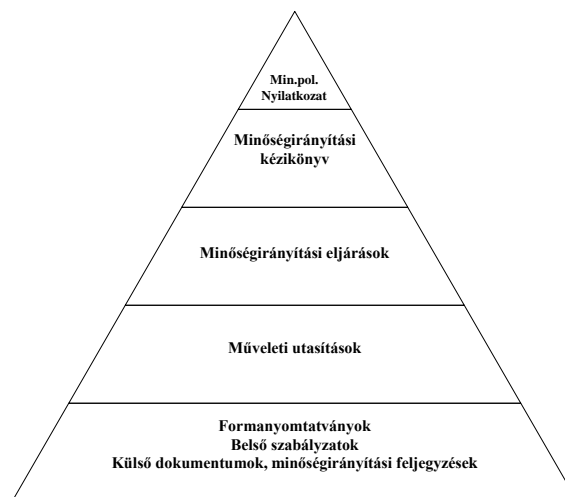 Min.pol.
Nyilatkozat
Minőségirányítási
kézikönyv
Minőségirányítási eljárások
Műveleti utasítások
Formanyomtatványok
Belső szabályzatok
Külső dokumentumok, minőségirányítási feljegyzések